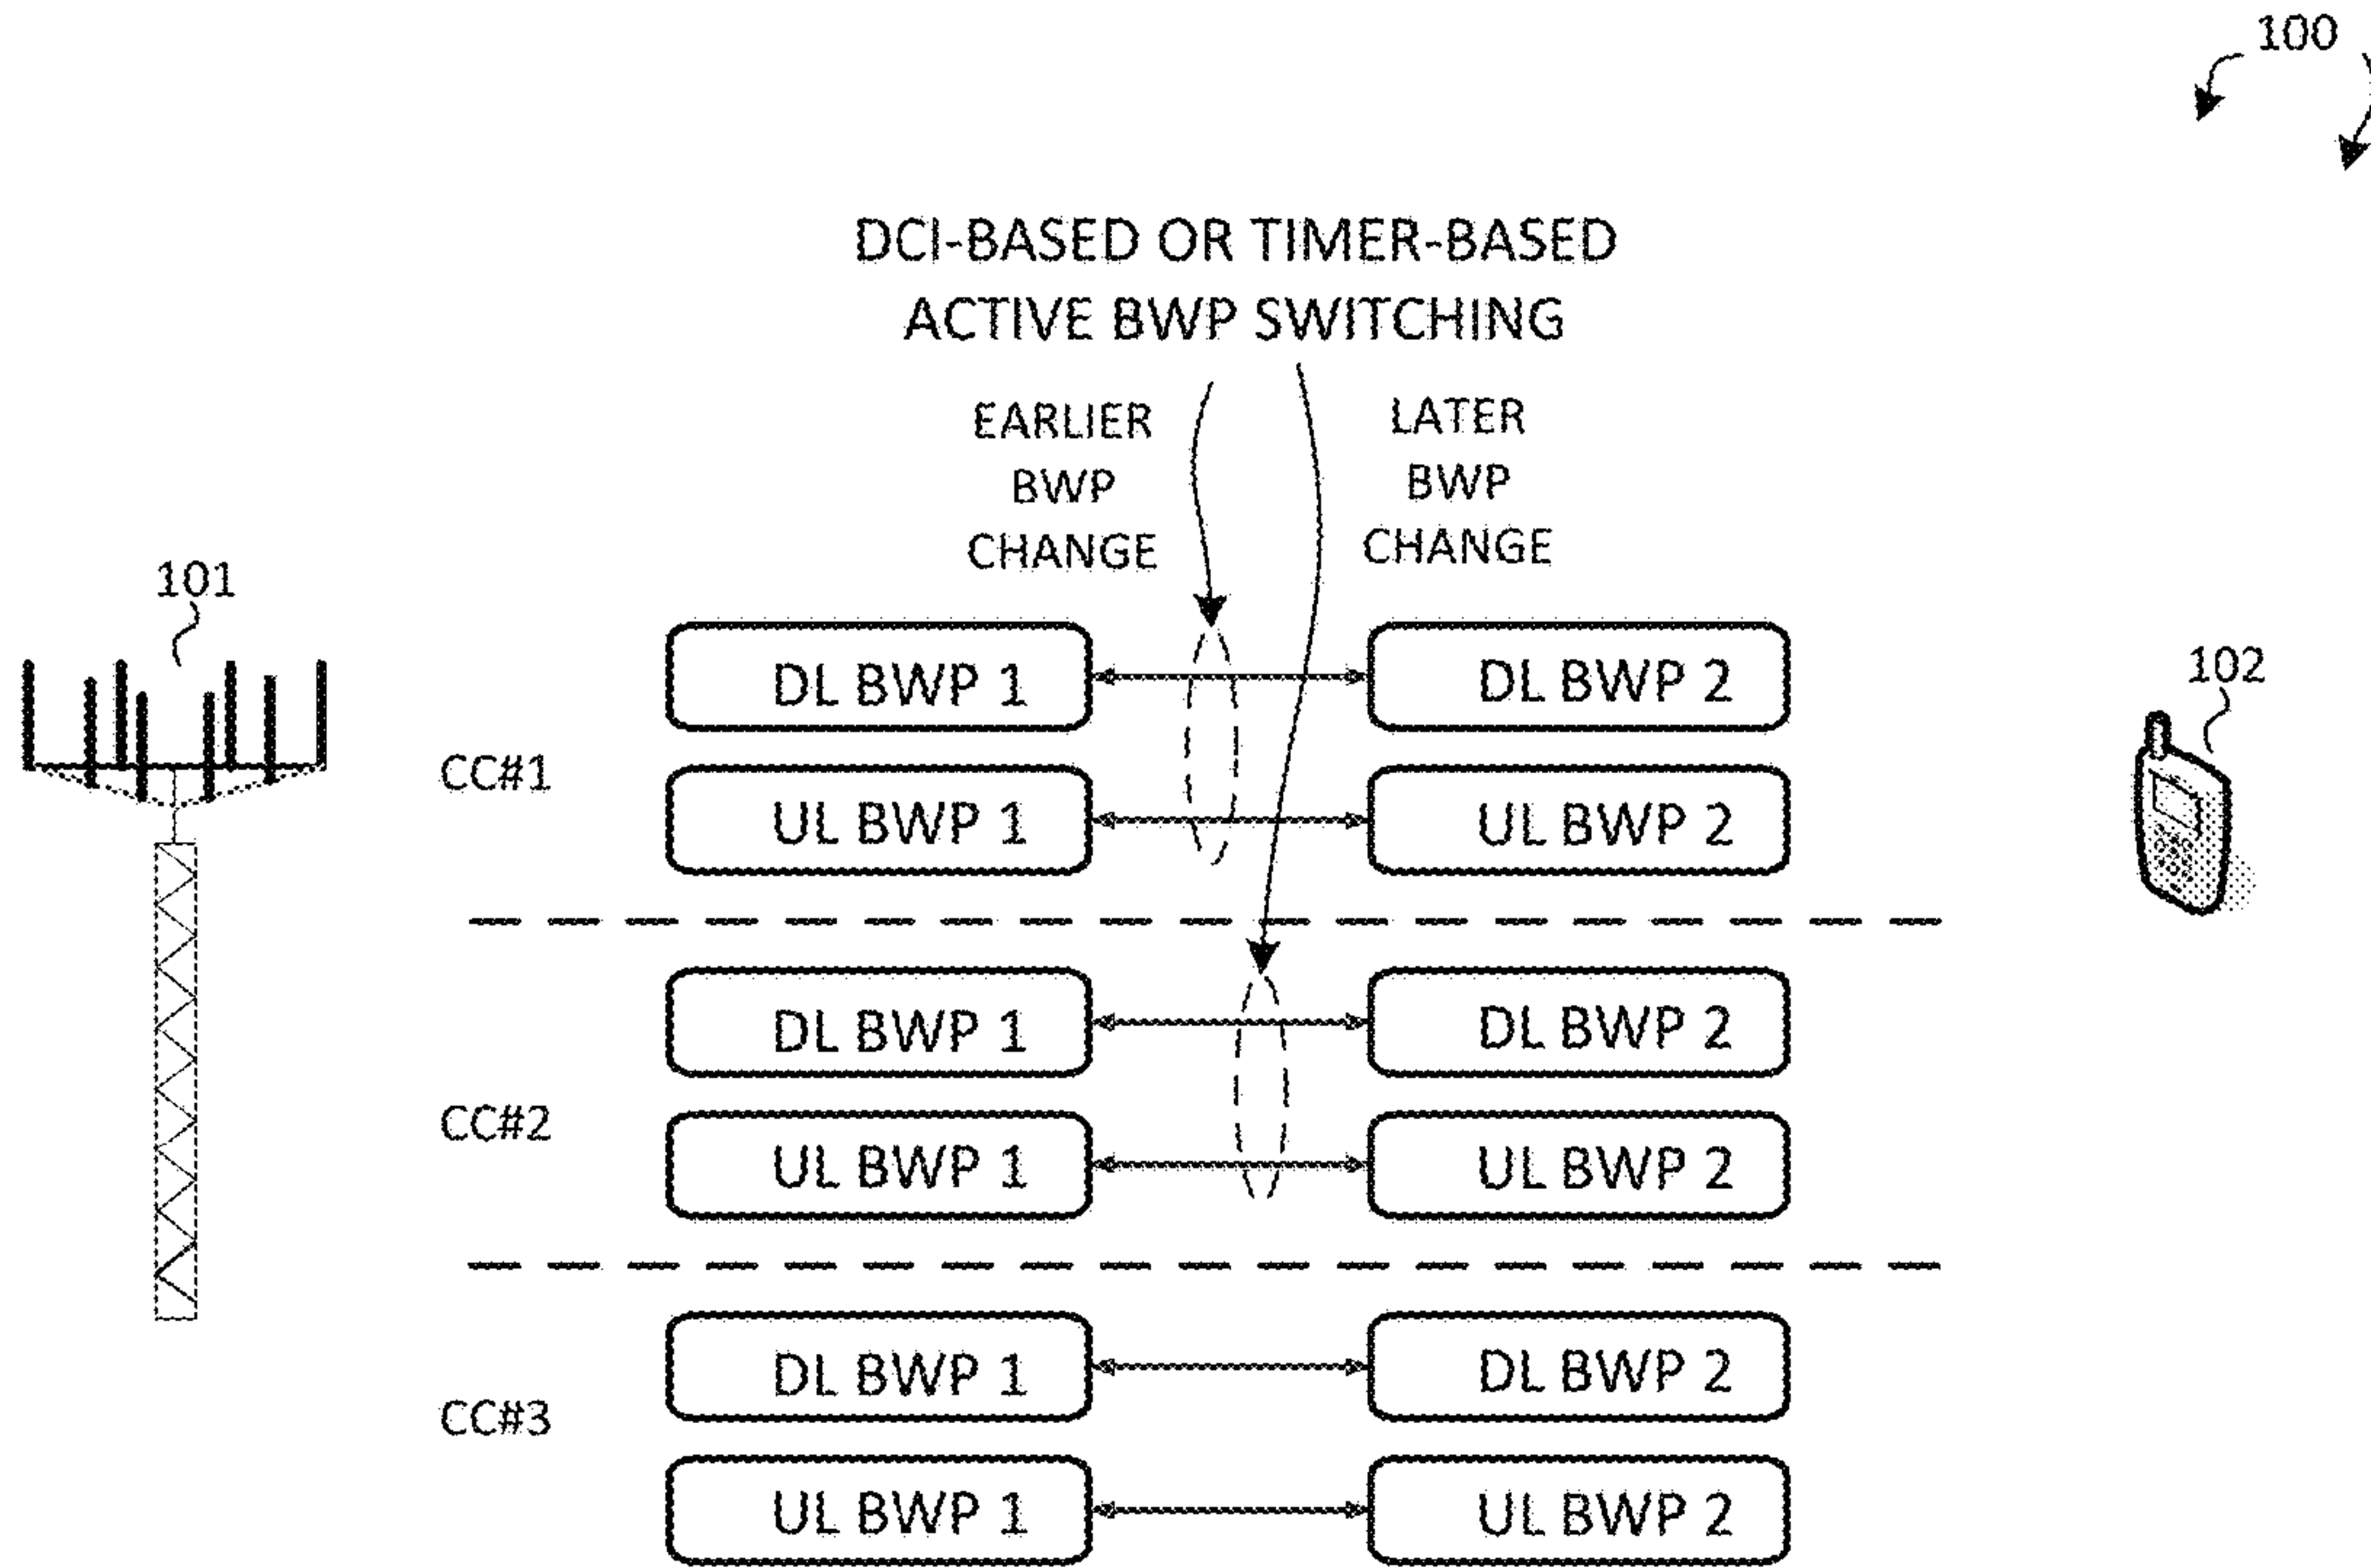 100
DCI-BASED OR TIMER-BASED
ACTIVE BWP SWITCHING
EARLIER
BWP
CHANGE
LATER
BWP
CHANGE
101
102
CC#1
DL BWP 1
DL BWP 2
UL BWP 1
UL BWP 2
CC#2
DL BWP 1
DL BWP 2
UL BWP 1
UL BWP 2
CC#3
DL BWP 1
DL BWP 2
UL BWP 1
UL BWP 2